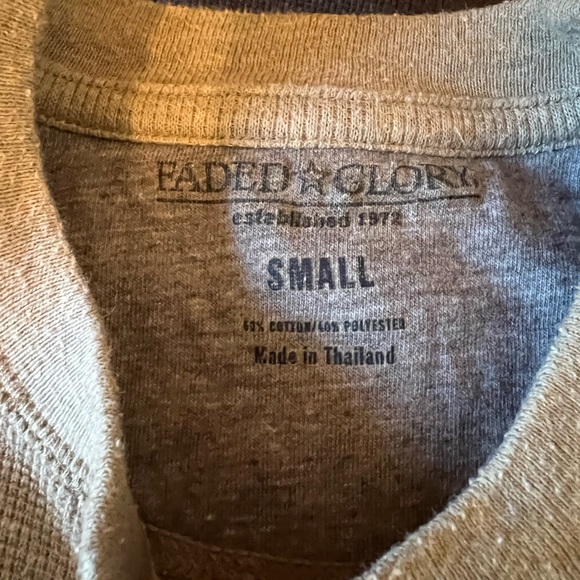 FADED ☆ GLORY
established 1972
SMALL
60% COTTON/40% POLYESTER
Made in Thailand